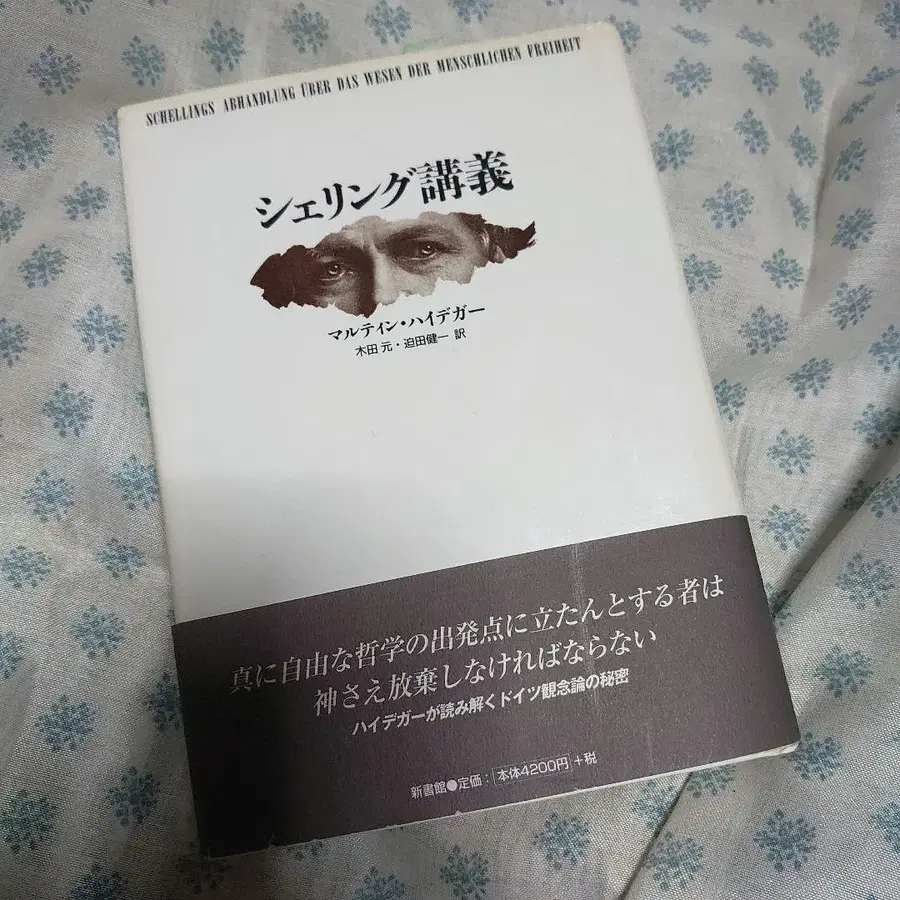 SCHELLINGS ABHANDLUNG ÜBER DAS WESEN DER MENSCHLICHEN FREIHEIT
シェリング講義
マルティン・ハイデガー
木田 元・迫田健一 訳
真に自由な哲学の出発点に立たんとする者は
神さえ放棄しなければならない
ハイデガーが読み解くドイツ観念論の秘密
新書館●定価：本体4200円+税